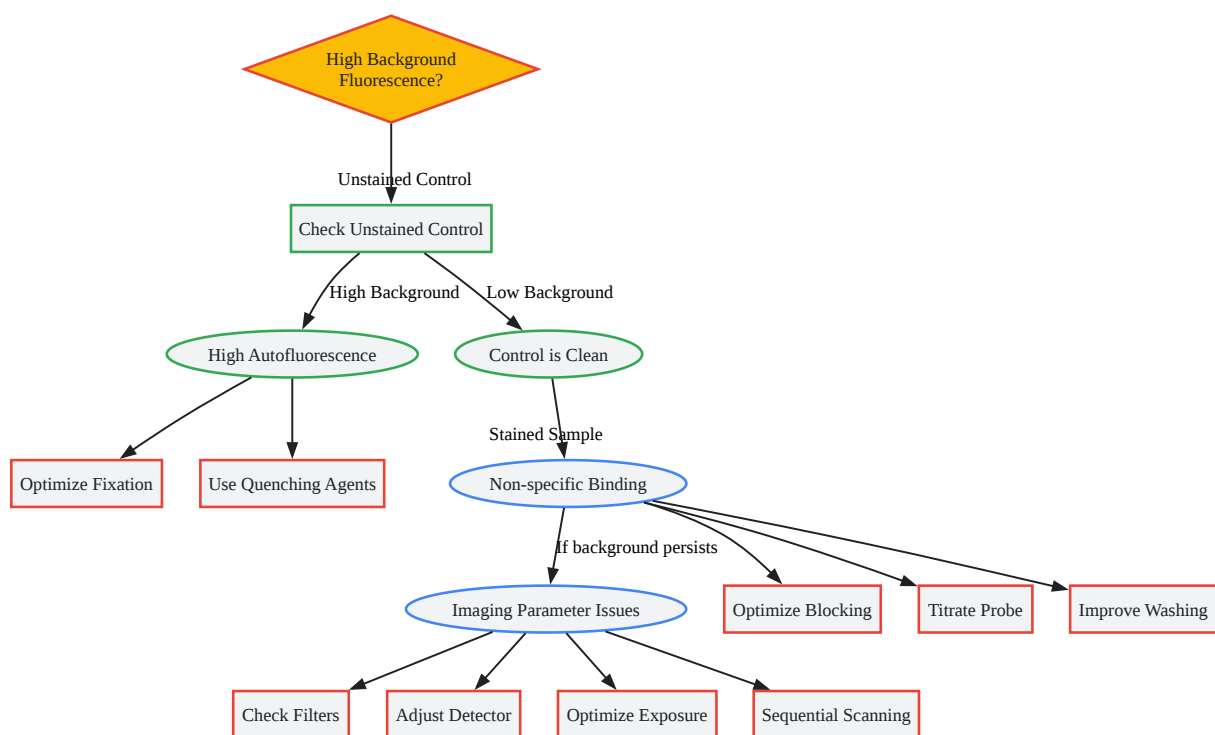 High Background
Fluorescence?
Unstained Control
Check Unstained Control
High Background
Low Background
High Autofluorescence
Control is Clean
Stained Sample
Optimize Fixation
Use Quenching Agents
Non-specific Binding
If background persists
Imaging Parameter Issues
Optimize Blocking
Titrate Probe
Improve Washing
Check Filters
Adjust Detector
Optimize Exposure
Sequential Scanning